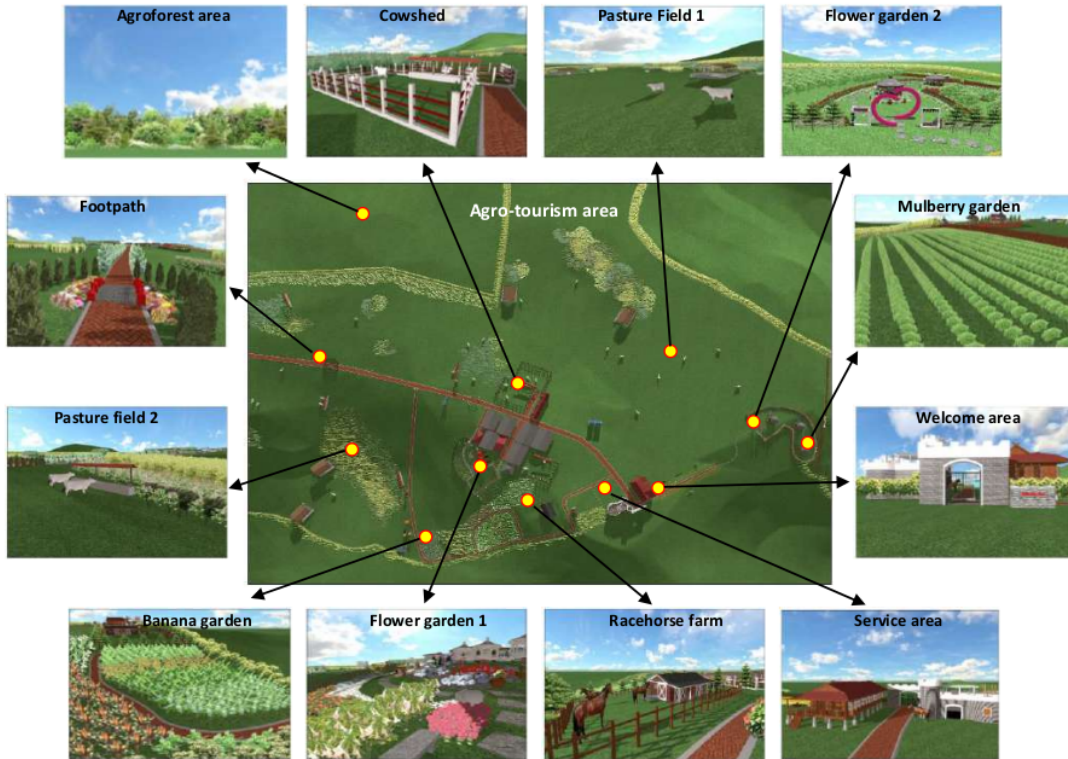 Agroforest area
Cowshed
Pasture Field 1
Flower garden 2
Footpath
Agro-tourism area
Mulberry garden
Pasture field 2
Welcome area
Banana garden
Flower garden 1
Racehorse farm
Service area